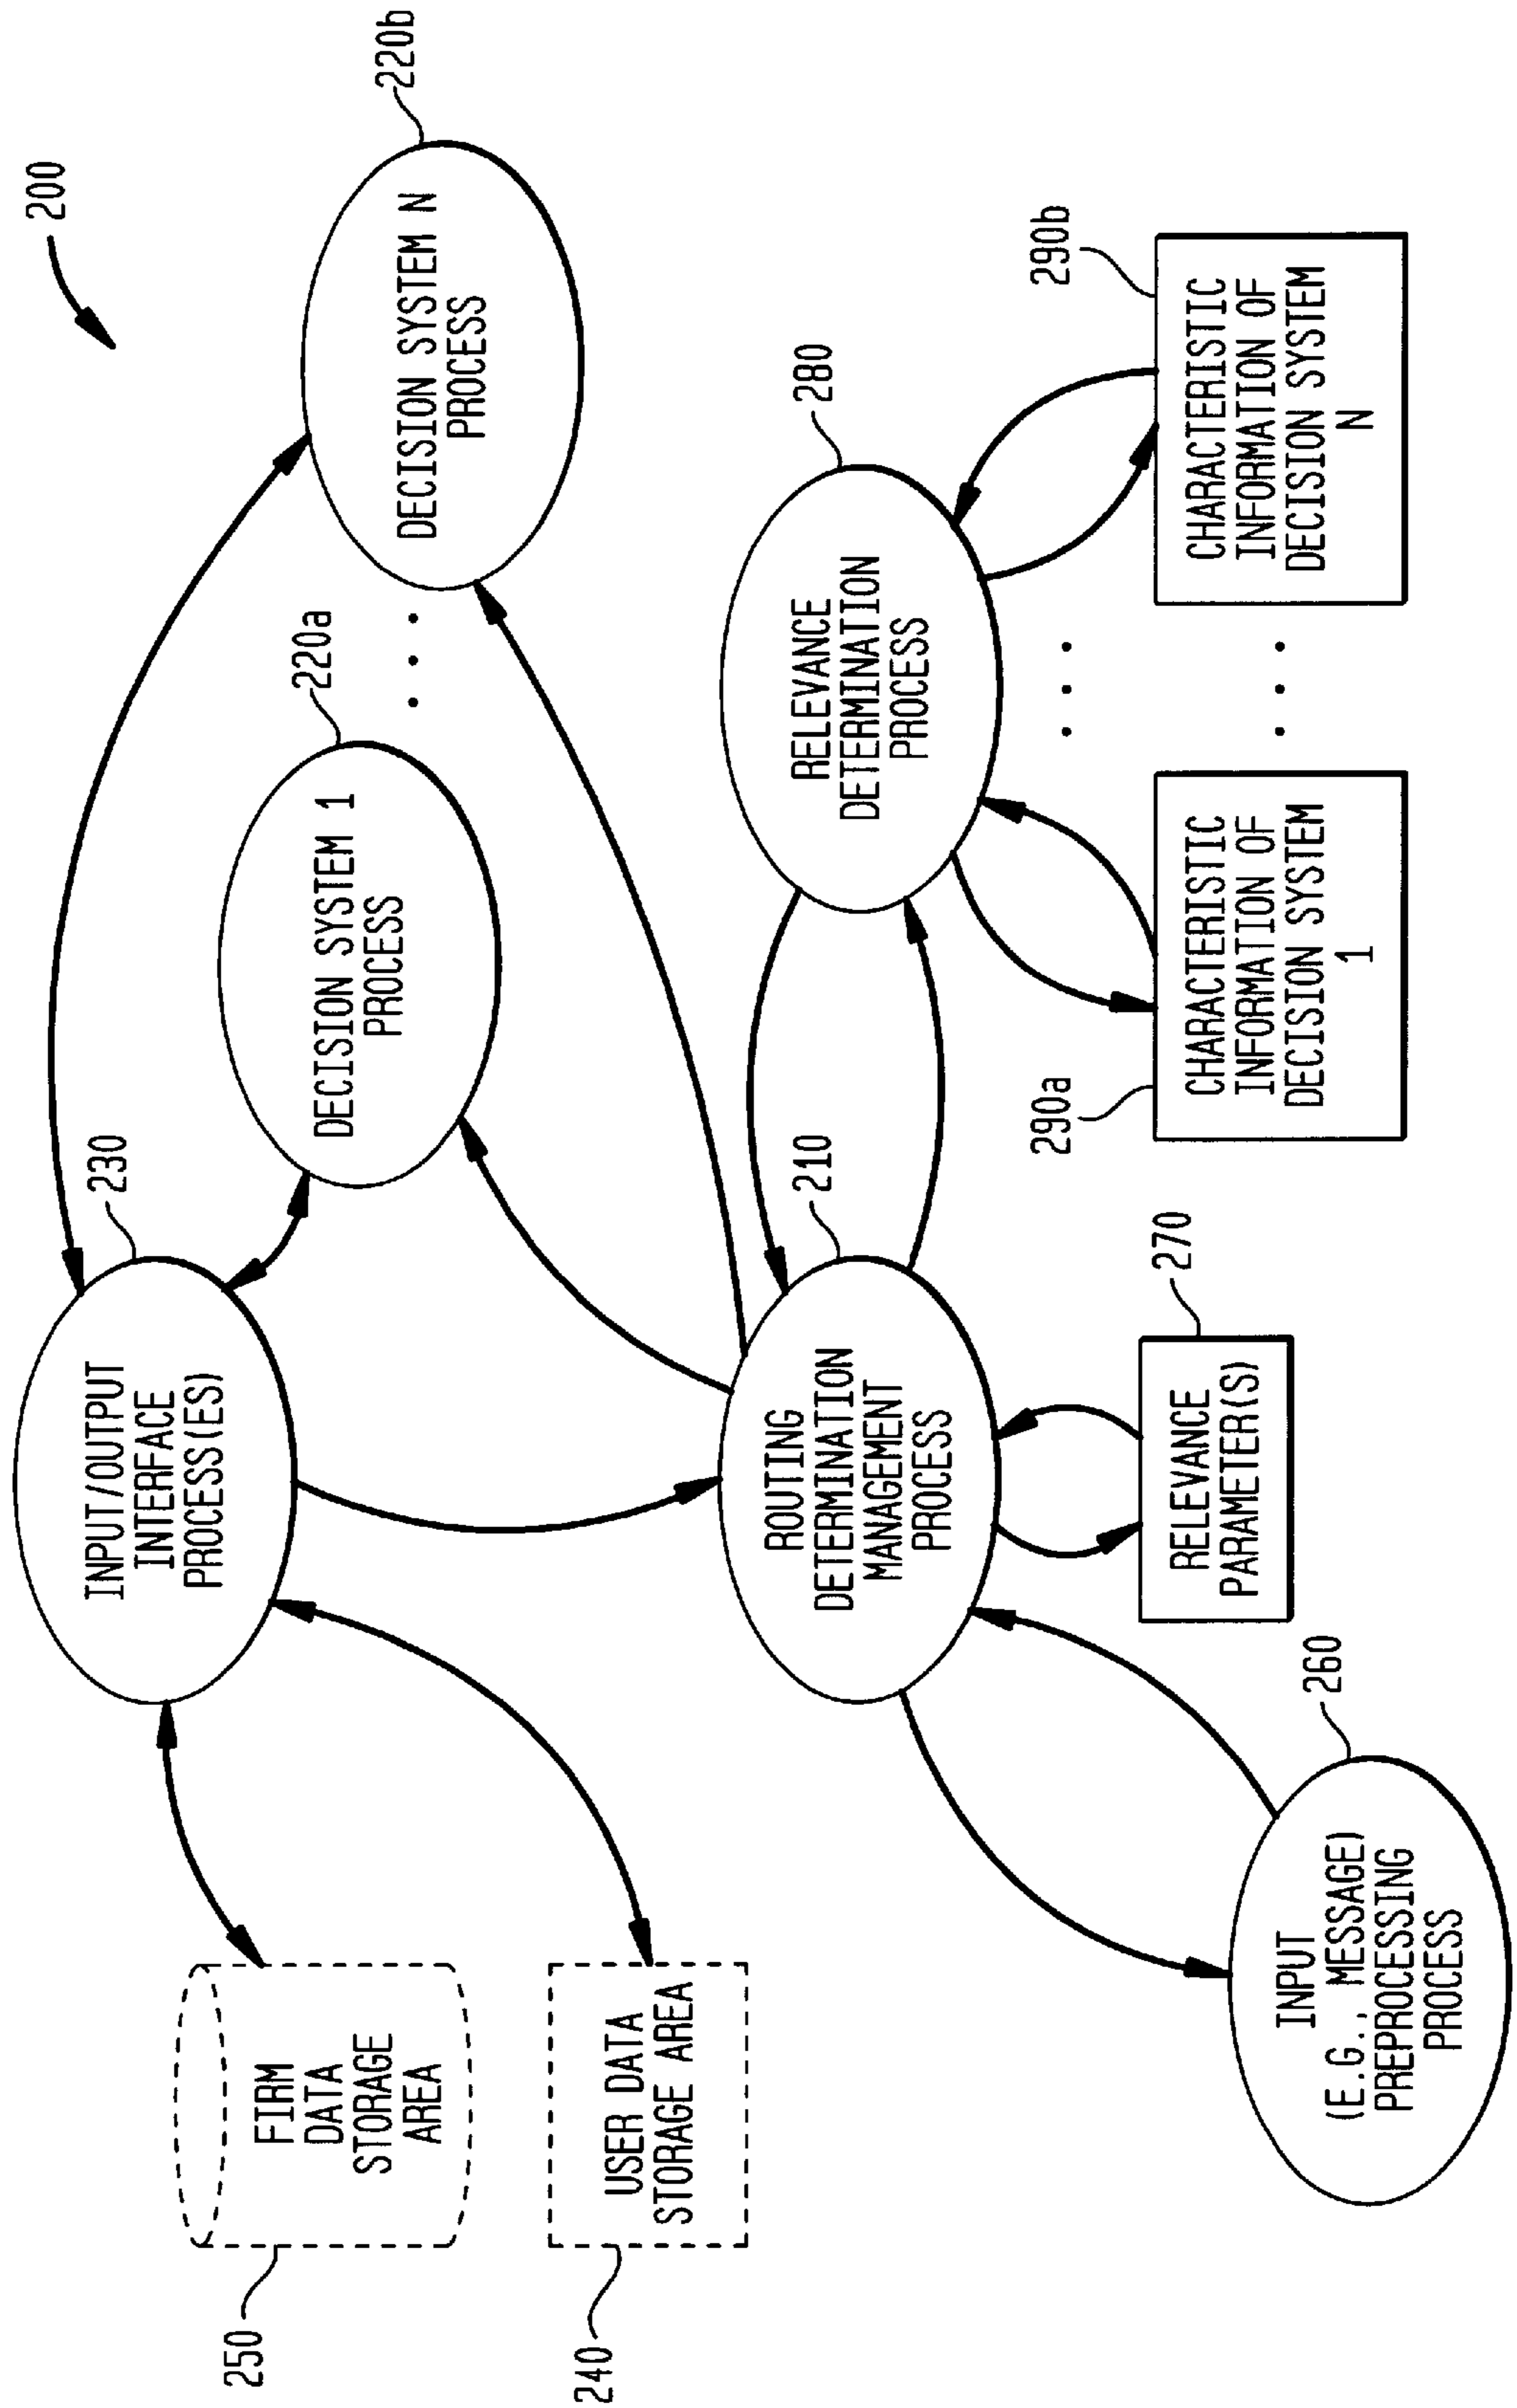 200
230
INPUT/OUTPUT
INTERFACE
PROCESS(ES)
220b
DECISION SYSTEM N
PROCESS
220a
DECISION SYSTEM 1
PROCESS
. . .
250
FIRM
DATA
STORAGE
AREA
240
USER DATA
STORAGE AREA
210
ROUTING
DETERMINATION
MANAGEMENT
PROCESS
280
RELEVANCE
DETERMINATION
PROCESS
. . .
260
INPUT
(E.G., MESSAGE)
PREPROCESSING
PROCESS
270
RELEVANCE
PARAMETER(S)
290a
CHARACTERISTIC
INFORMATION OF
DECISION SYSTEM
1
. . .
290b
CHARACTERISTIC
INFORMATION OF
DECISION SYSTEM
N